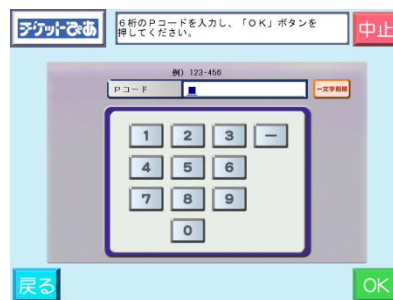 チケットぴあ
6桁のPコードを入力し、「OK」ボタンを
押してください。
中止
例) 123-456
Pコード
一文字削除
1 2 3 ー
4 5 6
7 8 9
0
戻る
OK